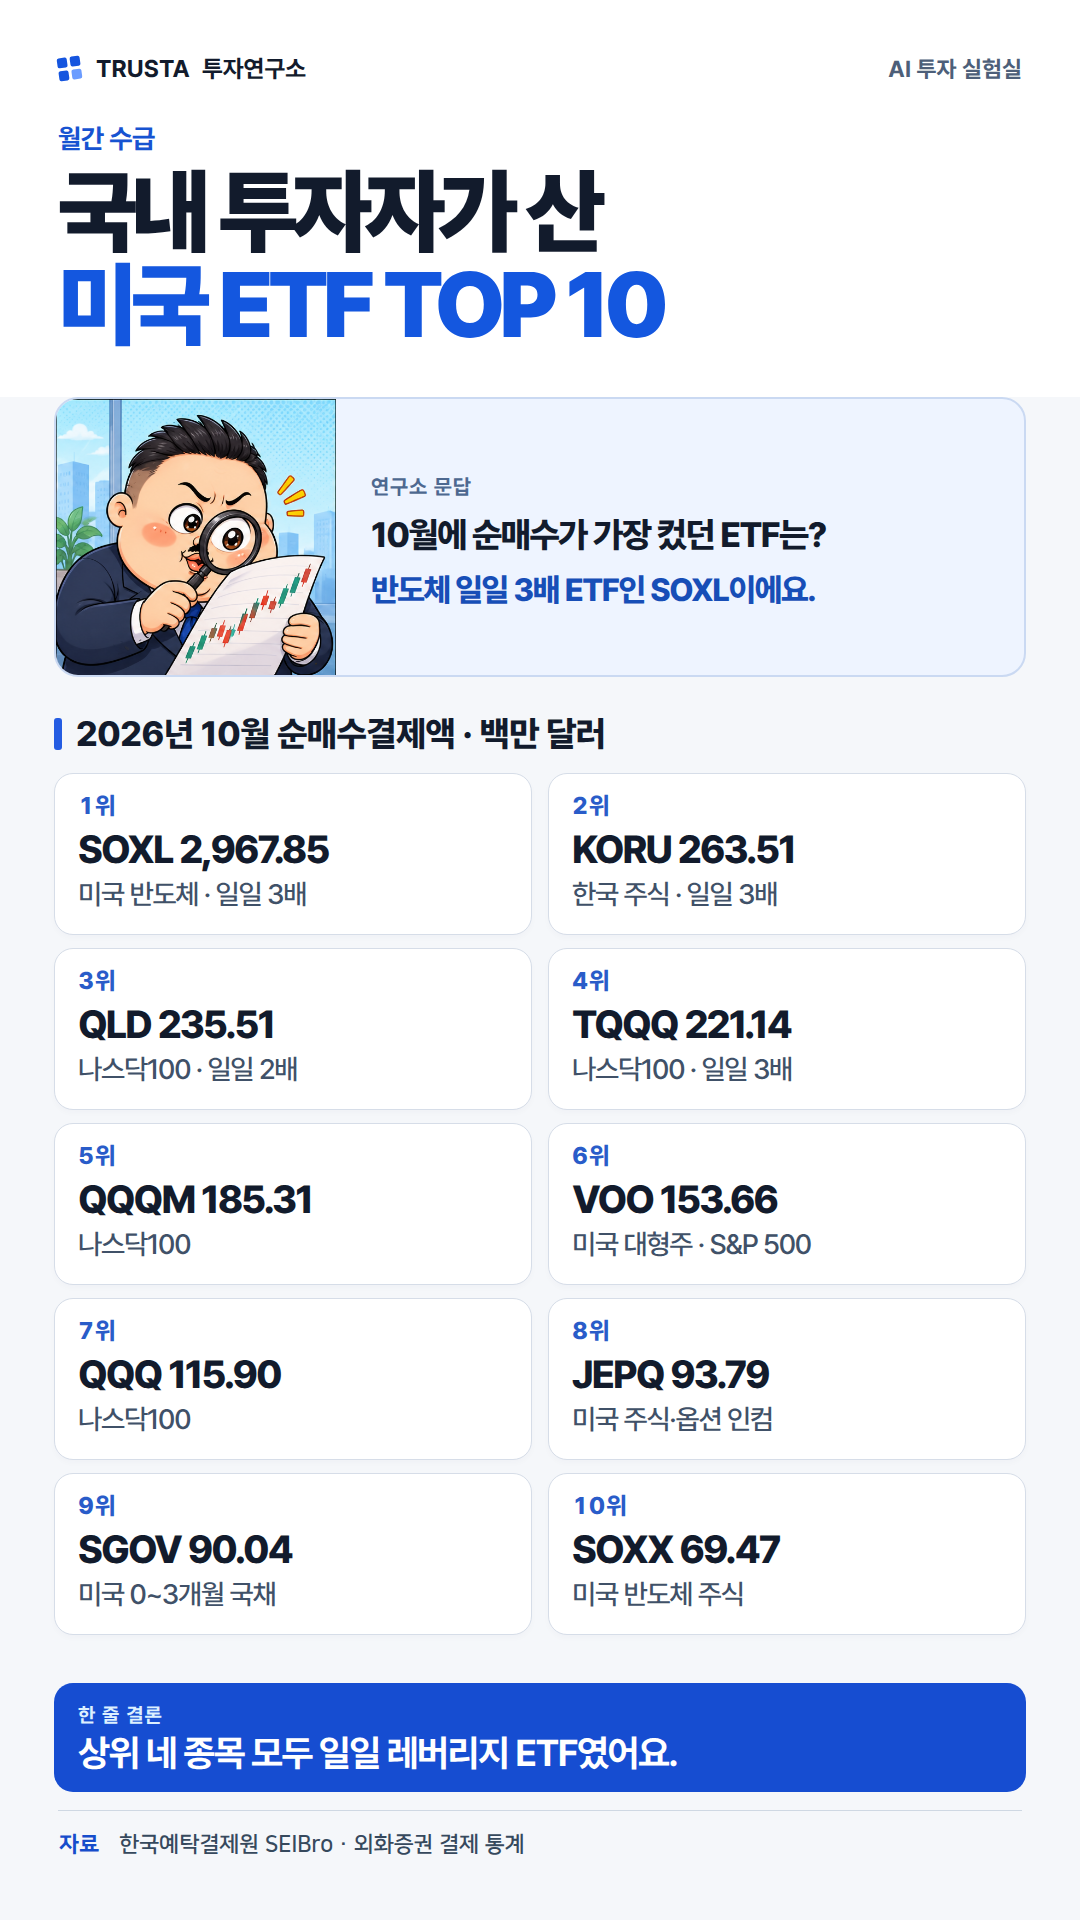 TRUSTA 투자연구소
AI 투자 실험실
월간 수급
국내 투자자가 산
미국 ETF TOP 10
연구소 문답
10월에 순매수가 가장 컸던 ETF는?
반도체 일일 3배 ETF인 SOXL이에요.
2026년 10월 순매수결제액 · 백만 달러
1위
SOXL 2,967.85
미국 반도체 · 일일 3배
2위
KORU 263.51
한국 주식 · 일일 3배
3위
QLD 235.51
나스닥100 · 일일 2배
4위
TQQQ 221.14
나스닥100 · 일일 3배
5위
QQQM 185.31
나스닥100
6위
VOO 153.66
미국 대형주 · S&P 500
7위
QQQ 115.90
나스닥100
8위
JEPQ 93.79
미국 주식·옵션 인컴
9위
SGOV 90.04
미국 0~3개월 국채
10위
SOXX 69.47
미국 반도체 주식
한 줄 결론
상위 네 종목 모두 일일 레버리지 ETF였어요.
자료 한국예탁결제원 SEIBro · 외화증권 결제 통계